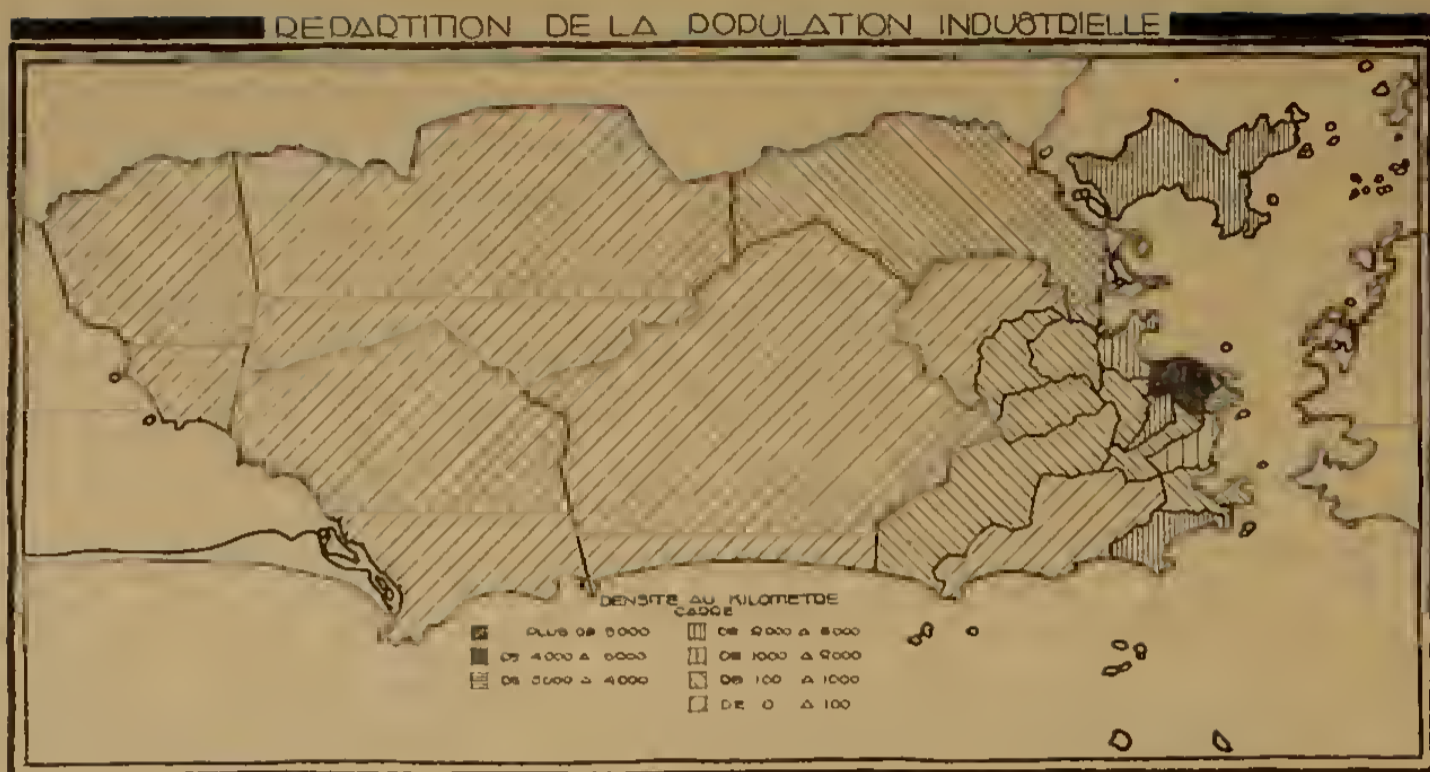 REPARTITION DE LA POPULATION INDUSTRIELLE
DENSITÉ AU KILOMETRE
CARRE
PLUS DE 5000
DE 4000 A 5000
DE 3000 A 4000
DE 2000 A 3000
DE 1000 A 2000
DE 100 A 1000
DE 0 A 100